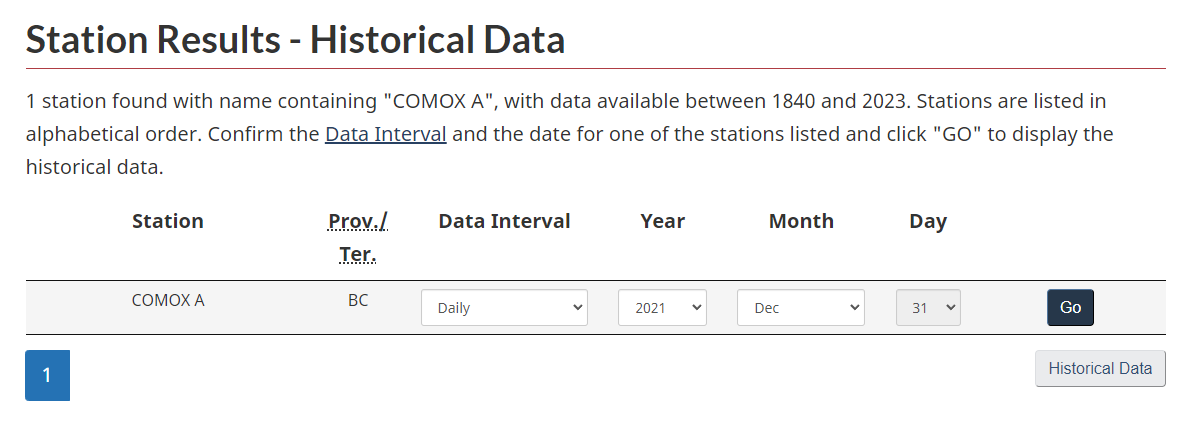 Station Results - Historical Data
1 station found with name containing "COMOX A", with data available between 1840 and 2023. Stations are listed in
alphabetical order. Confirm the Data Interval and the date for one of the stations listed and click "GO" to display the
historical data.
Station Prov./ Data Interval Year Month Day
Ter.
COMOX A BC Daily 2021 Dec 31 Go
1 Historical Data